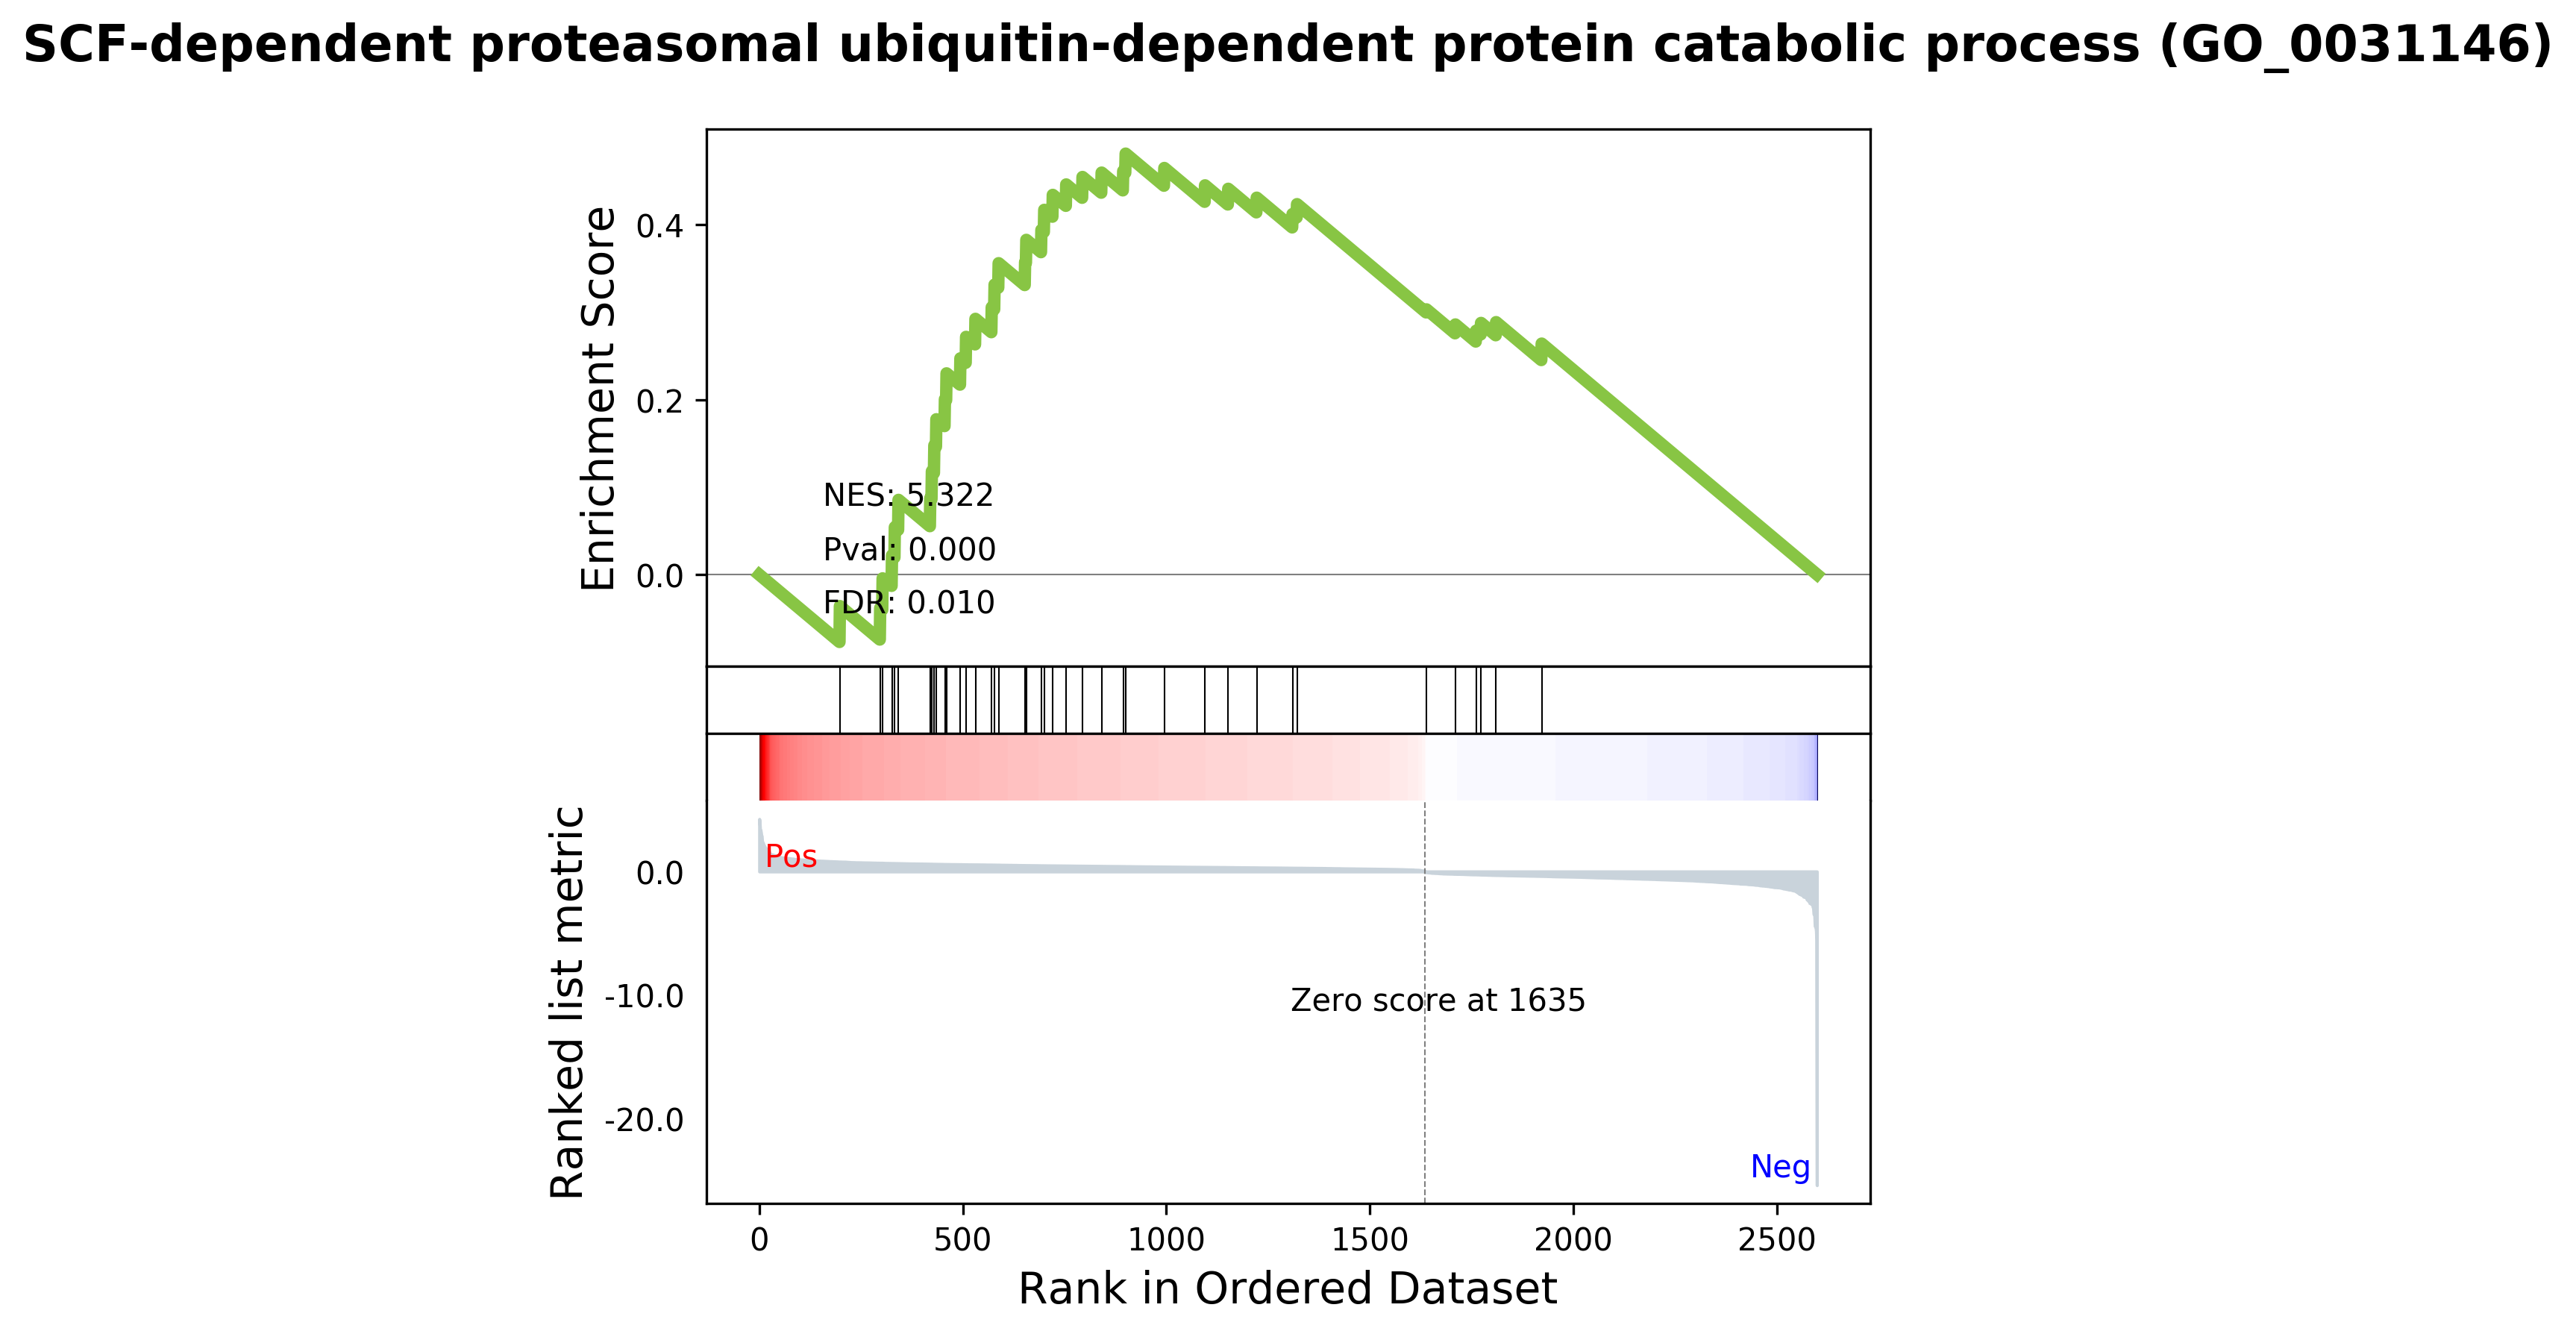 SCF-dependent proteasomal ubiquitin-dependent protein catabolic process (GO_0031146)
Enrichment Score
0.4
0.2
0.0
NES: 5.322
Pval: 0.000
FDR: 0.010
Ranked list metric
0.0
-10.0
-20.0
Pos
Zero score at 1635
Neg
0 500 1000 1500 2000 2500
Rank in Ordered Dataset